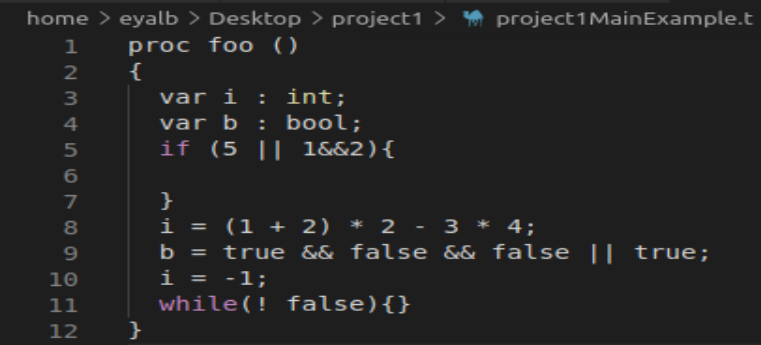 home > eyalb > Desktop > project1 > project1MainExample.t
1 proc foo ()
2 {
3 var i : int;
4 var b : bool;
5 if (5 || 1&&2){
6
7 }
8 i = (1 + 2) * 2 - 3 * 4;
9 b = true && false && false || true;
10 i = -1;
11 while(! false){}
12 }